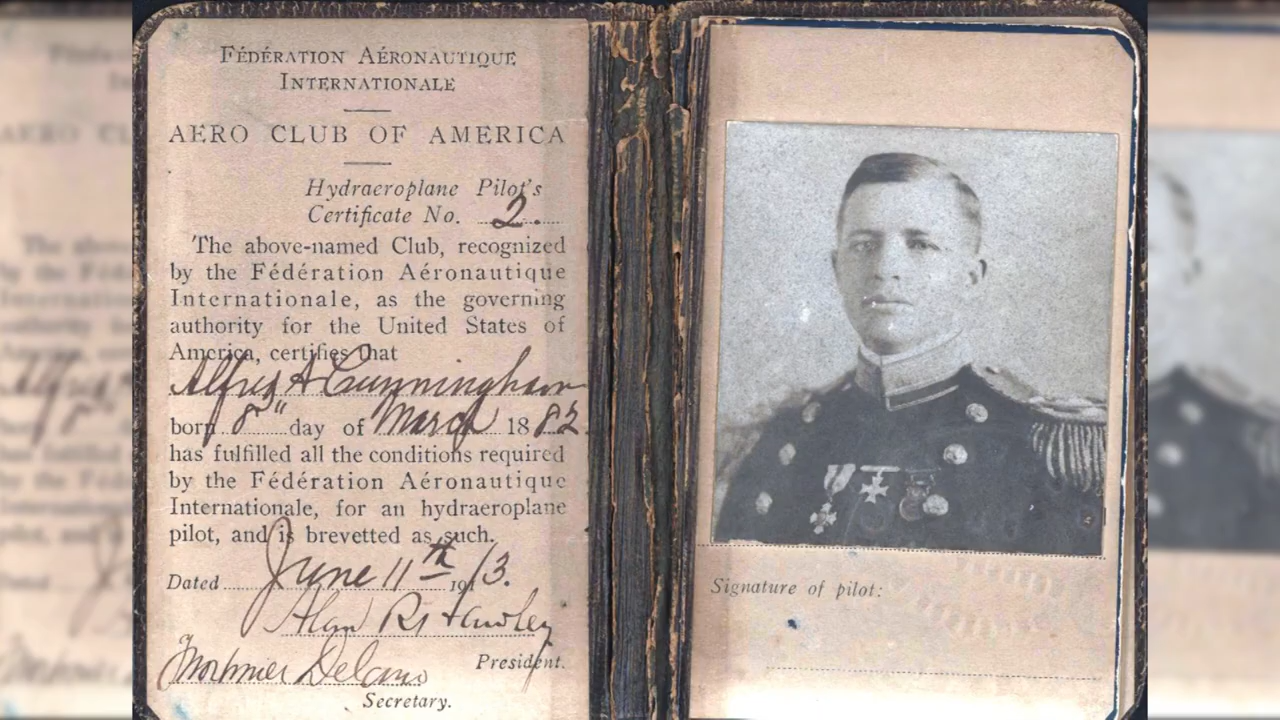 FÉDÉRATION AÉRONAUTIQUE
INTERNATIONALE
AERO CLUB OF AMERICA
Hydraeroplane Pilot's
Certificate No. 2.
The above-named Club, recognized
by the Fédération Aéronautique
Internationale, as the governing
authority for the United States of
America, certifies that
Alfred A Cunningham
born 8" day of March 1882.
has fulfilled all the conditions required
by the Fédération Aéronautique
Internationale, for an hydraeroplane
pilot, and is brevetted as such.
Dated June 11th 1913.
Alan R. Hawley
President.
Mortimer Delano
Secretary.
Signature of pilot: